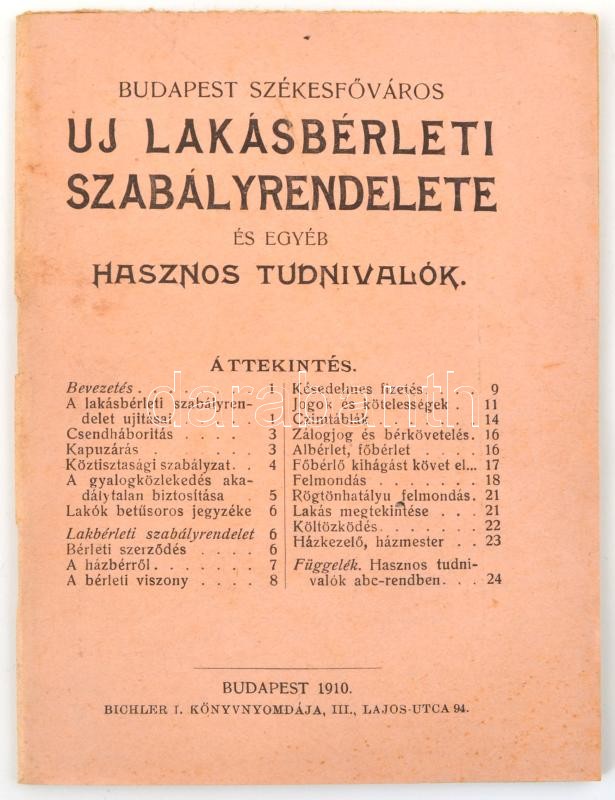 BUDAPEST SZÉKESFŐVÁROS
UJ LAKÁSBÉRLETI
SZABÁLYRENDELETE
ÉS EGYÉB
HASZNOS TUDNIVALÓK.
ÁTTEKINTÉS.
Bevezetés . . . . . . . 1
A lakásbérleti szabályren-
delet ujitásai . . . . . 1
Csendháboritás . . . . 3
Kapuzárás . . . . . 3
Köztisztasági szabályzat. . 4
A gyalogközlekedés aka-
dálytalan biztosítása . 5
Lakók betűsoros jegyzéke 6
Lakbérleti szabályrendelet 6
Bérleti szerződés . . . . 6
A házbérről. . . . . . . 7
A bérleti viszony . . . . 8
Késedelmes fizetés . . . 9
Jogok és kötelességek . . 11
Czimtáblák . . . . . 14
Zálogjog és bérkövetelés. 16
Albérlet, főbérlet . . . . 16
Főbérlő kihágást követ el... 17
Felmondás . . . . . . . 18
Rögtönhatályu felmondás. 21
Lakás megtekintése . . . 21
Költözködés . . . . . . 22
Házkezelő, házmester . . 23
Függelék. Hasznos tudni-
valók abc-rendben. . . 24
darabanth.com
BUDAPEST 1910.
BICHLER I. KÖNYVNYOMDÁJA, III., LAJOS-UTCA 94.